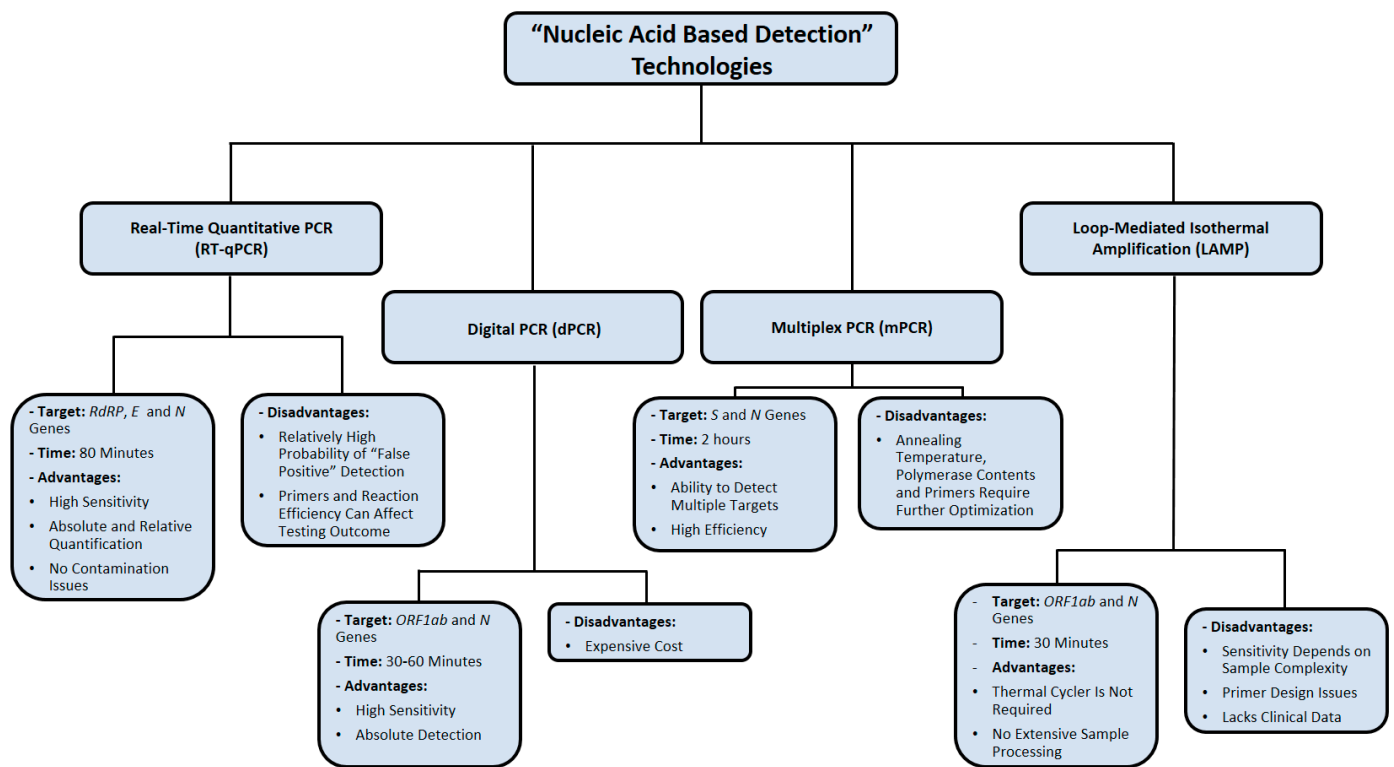 “Nucleic Acid Based Detection”
Technologies
Real-Time Quantitative PCR
(RT-qPCR)
Loop-Mediated Isothermal
Amplification (LAMP)
Digital PCR (dPCR)
Multiplex PCR (mPCR)
- Target: RdRP, E and N
Genes
- Time: 80 Minutes
- Advantages:
• High Sensitivity
• Absolute and Relative
Quantification
• No Contamination
Issues
- Disadvantages:
• Relatively High
Probability of “False
Positive” Detection
• Primers and Reaction
Efficiency Can Affect
Testing Outcome
- Target: ORF1ab and N
Genes
- Time: 30-60 Minutes
- Advantages:
• High Sensitivity
• Absolute Detection
- Disadvantages:
• Expensive Cost
- Target: S and N Genes
- Time: 2 hours
- Advantages:
• Ability to Detect
Multiple Targets
• High Efficiency
- Disadvantages:
• Annealing
Temperature,
Polymerase Contents
and Primers Require
Further Optimization
- Target: ORF1ab and N
Genes
- Time: 30 Minutes
- Advantages:
• Thermal Cycler Is Not
Required
• No Extensive Sample
Processing
- Disadvantages:
• Sensitivity Depends on
Sample Complexity
• Primer Design Issues
• Lacks Clinical Data